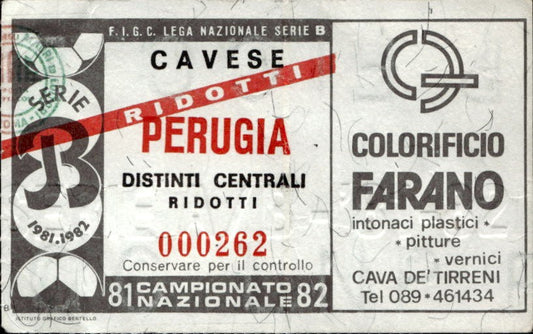 F.I.G.C. LEGA NAZIONALE SERIE B
CAVESE
RIDOTTI
PERUGIA
DISTINTI CENTRALI
RIDOTTI
000262
Conservare per il controllo
81 CAMPIONATO NAZIONALE 82
SERIE
B
1981.1982
ISTITUTO GRAFICO BERTELLO
COLORIFICIO
FARANO
intonaci plastici *
* pitture
* vernici
CAVA DE' TIRRENI
Tel 089*461434